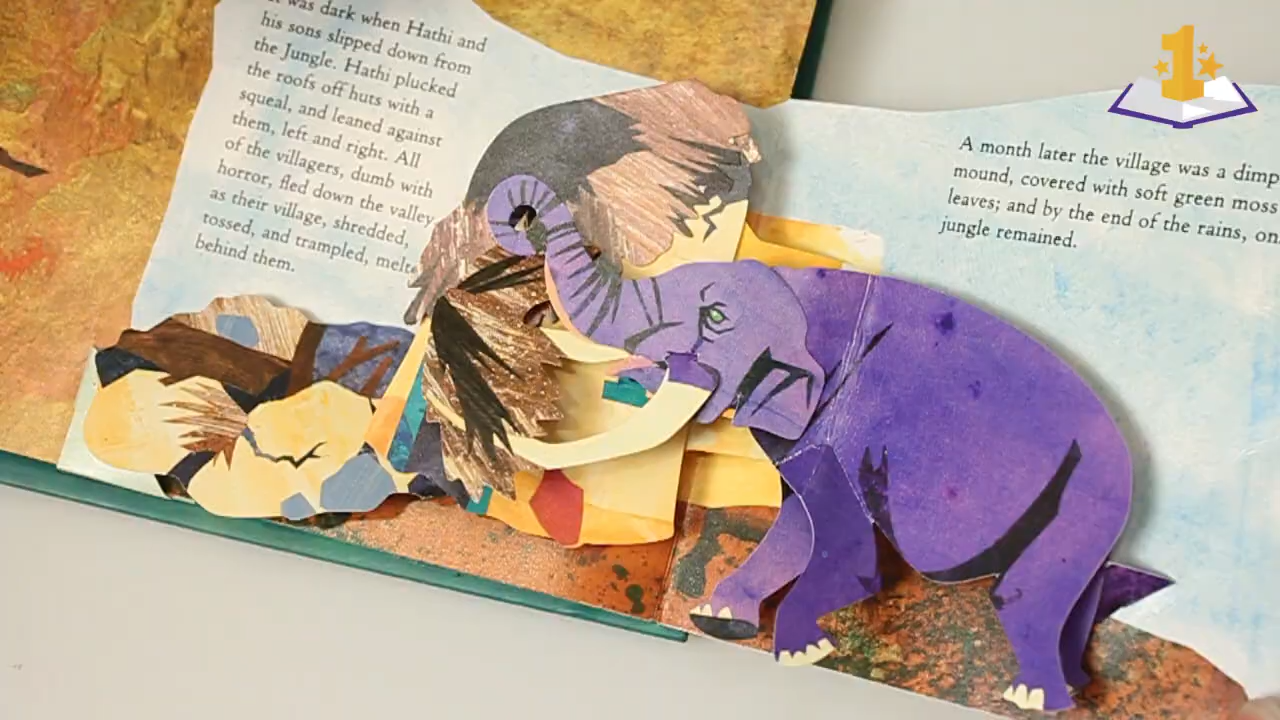 was dark when Hathi and
his sons slipped down from
the Jungle. Hathi plucked
the roofs off huts with a
squeal, and leaned against
them, left and right. All
of the villagers, dumb with
horror, fled down the valley
as their village, shredded,
tossed, and trampled, melte
behind them.
A month later the village was a dimp
mound, covered with soft green moss
leaves; and by the end of the rains, on
jungle remained.
1